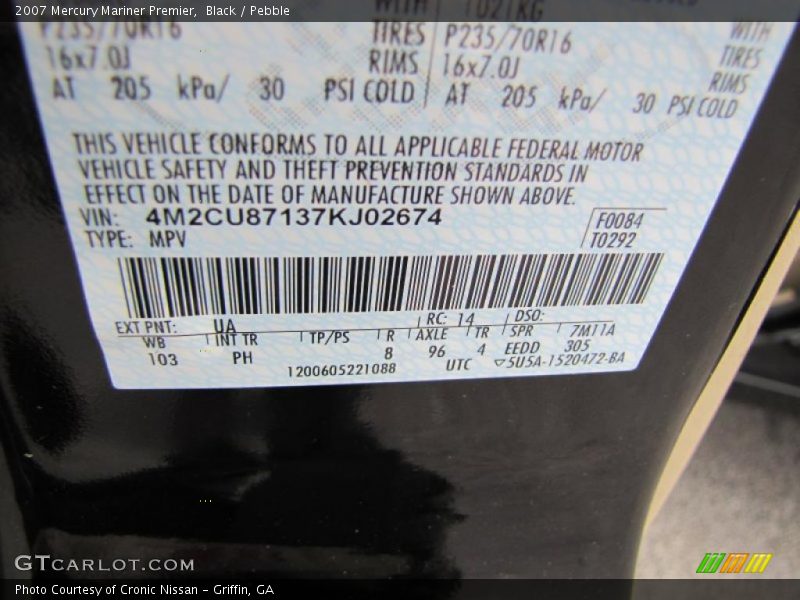 2007 Mercury Mariner Premier, Black / Pebble
WITH 1021KG
P235/70R16 TIRES P235/70R16 WITH TIRES
16x7.0J RIMS 16x7.0J RIMS
AT 205 kPa/ 30 PSI COLD AT 205 kPa/ 30 PSI COLD
THIS VEHICLE CONFORMS TO ALL APPLICABLE FEDERAL MOTOR
VEHICLE SAFETY AND THEFT PREVENTION STANDARDS IN
EFFECT ON THE DATE OF MANUFACTURE SHOWN ABOVE.
VIN: 4M2CU87137KJ02674 F0084
TYPE: MPV T0292
EXT PNT: UA RC: 14 DSO:
WB INT TR TP/PS R AXLE TR SPR 7M11A
103 PH 8 96 4 EEDD 305
1200605221088 UTC ▽5U5A-1520472-BA
GTCARLOT.COM
Photo Courtesy of Cronic Nissan - Griffin, GA